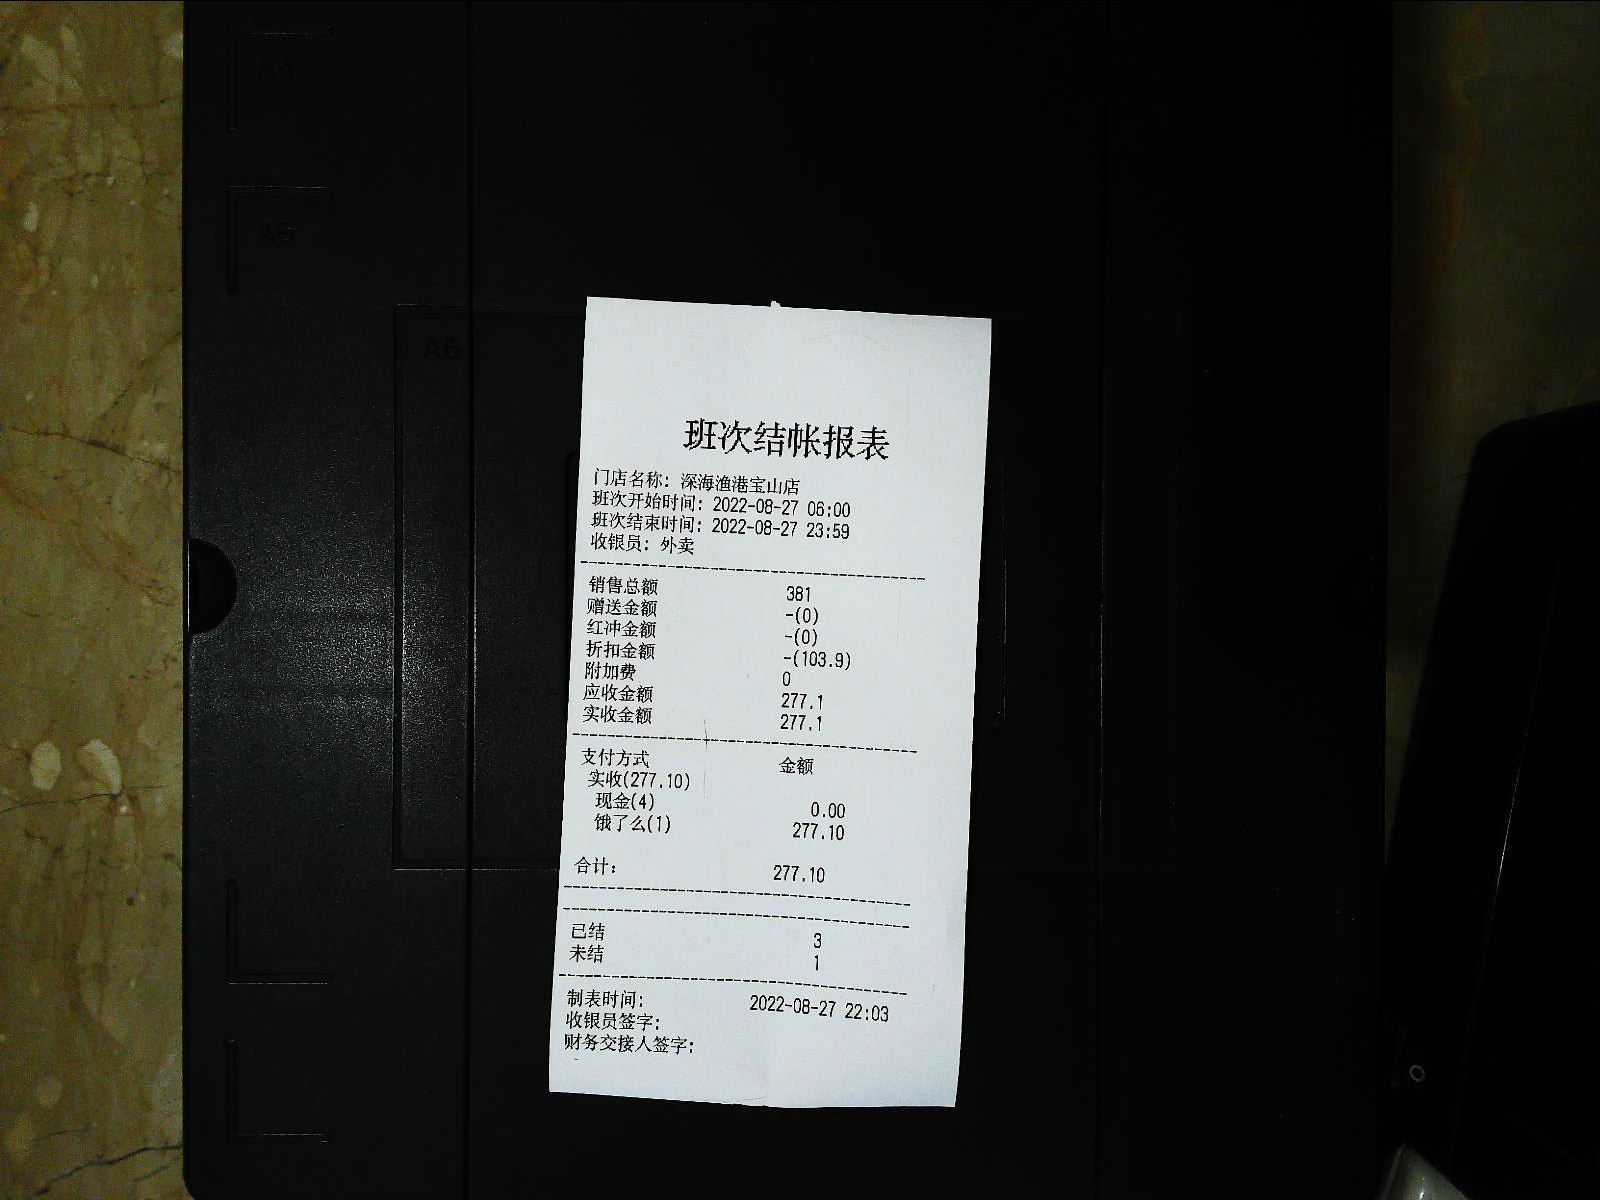 A4
A5
A6
班次结帐报表
门店名称: 深海渔港宝山店
班次开始时间: 2022-08-27 06:00
班次结束时间: 2022-08-27 23:59
收银员: 外卖
销售总额 381
赠送金额 -(0)
红冲金额 -(0)
折扣金额 -(103.9)
附加费 0
应收金额 277.1
实收金额 277.1
支付方式 金额
实收(277.10)
现金(4) 0.00
饿了么(1) 277.10
合计: 277.10
已结 3
未结 1
制表时间: 2022-08-27 22:03
收银员签字:
财务交接人签字: